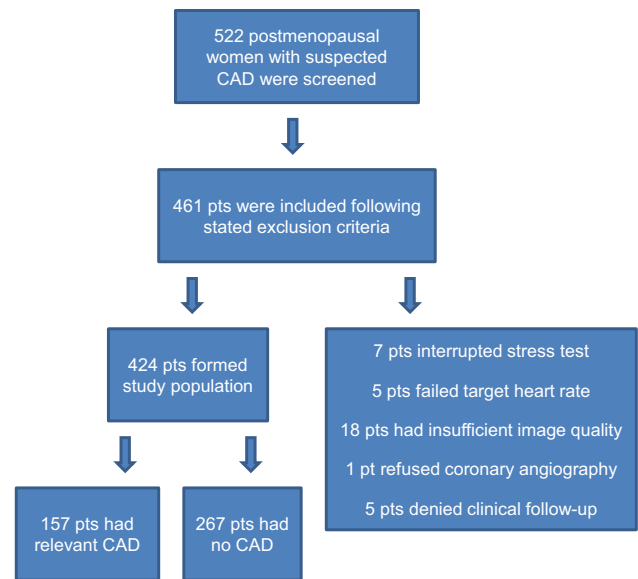 522 postmenopausal
women with suspected
CAD were screened
461 pts were included following
stated exclusion criteria
424 pts formed
study population
7 pts interrupted stress test
5 pts failed target heart rate
18 pts had insufficient image quality
1 pt refused coronary angiography
5 pts denied clinical follow-up
157 pts had
relevant CAD
267 pts had
no CAD